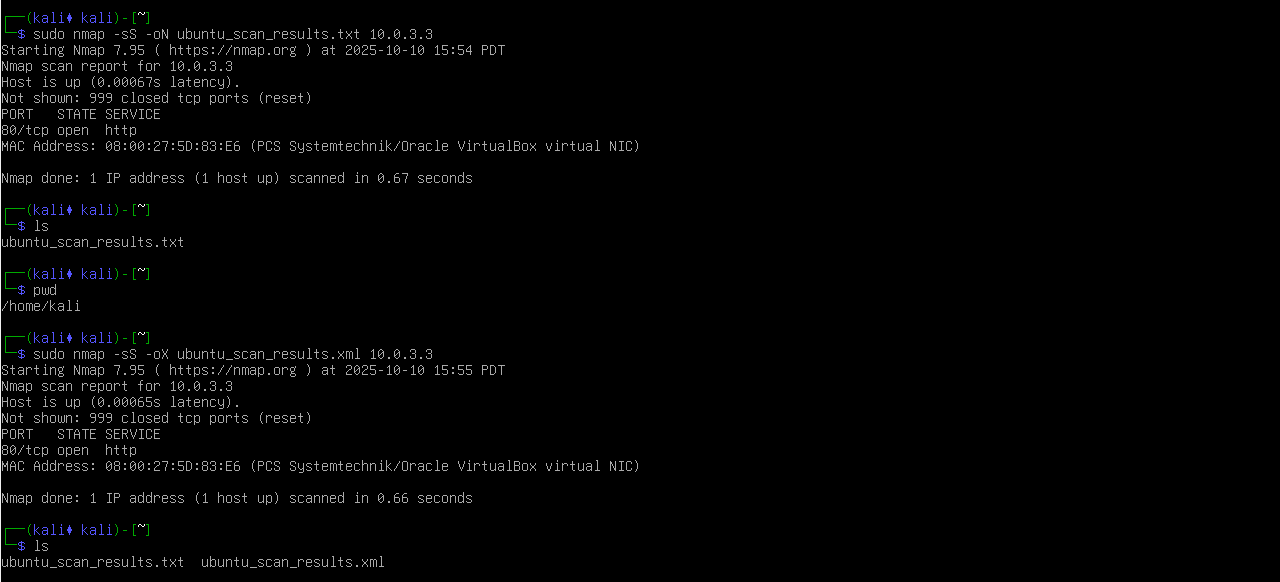 ┌──(kali♦ kali)-[~]
└─$ sudo nmap -sS -oN ubuntu_scan_results.txt 10.0.3.3
Starting Nmap 7.95 ( https://nmap.org ) at 2025-10-10 15:54 PDT
Nmap scan report for 10.0.3.3
Host is up (0.00067s latency).
Not shown: 999 closed tcp ports (reset)
PORT   STATE SERVICE
80/tcp open  http
MAC Address: 08:00:27:5D:83:E6 (PCS Systemtechnik/Oracle VirtualBox virtual NIC)

Nmap done: 1 IP address (1 host up) scanned in 0.67 seconds

┌──(kali♦ kali)-[~]
└─$ ls
ubuntu_scan_results.txt

┌──(kali♦ kali)-[~]
└─$ pwd
/home/kali

┌──(kali♦ kali)-[~]
└─$ sudo nmap -sS -oX ubuntu_scan_results.xml 10.0.3.3
Starting Nmap 7.95 ( https://nmap.org ) at 2025-10-10 15:55 PDT
Nmap scan report for 10.0.3.3
Host is up (0.00065s latency).
Not shown: 999 closed tcp ports (reset)
PORT   STATE SERVICE
80/tcp open  http
MAC Address: 08:00:27:5D:83:E6 (PCS Systemtechnik/Oracle VirtualBox virtual NIC)

Nmap done: 1 IP address (1 host up) scanned in 0.66 seconds

┌──(kali♦ kali)-[~]
└─$ ls
ubuntu_scan_results.txt  ubuntu_scan_results.xml